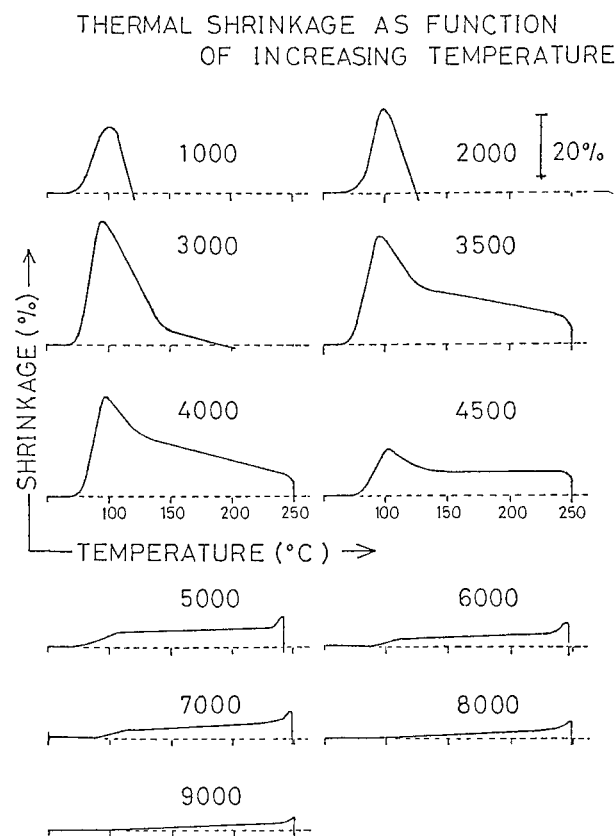 THERMAL SHRINKAGE AS FUNCTION
OF INCREASING TEMPERATURE
1000
2000
20%
3000
3500
SHRINKAGE (%)
4000
4500
100 150 200 250
100 150 200 250
TEMPERATURE (°C)
5000
6000
7000
8000
9000